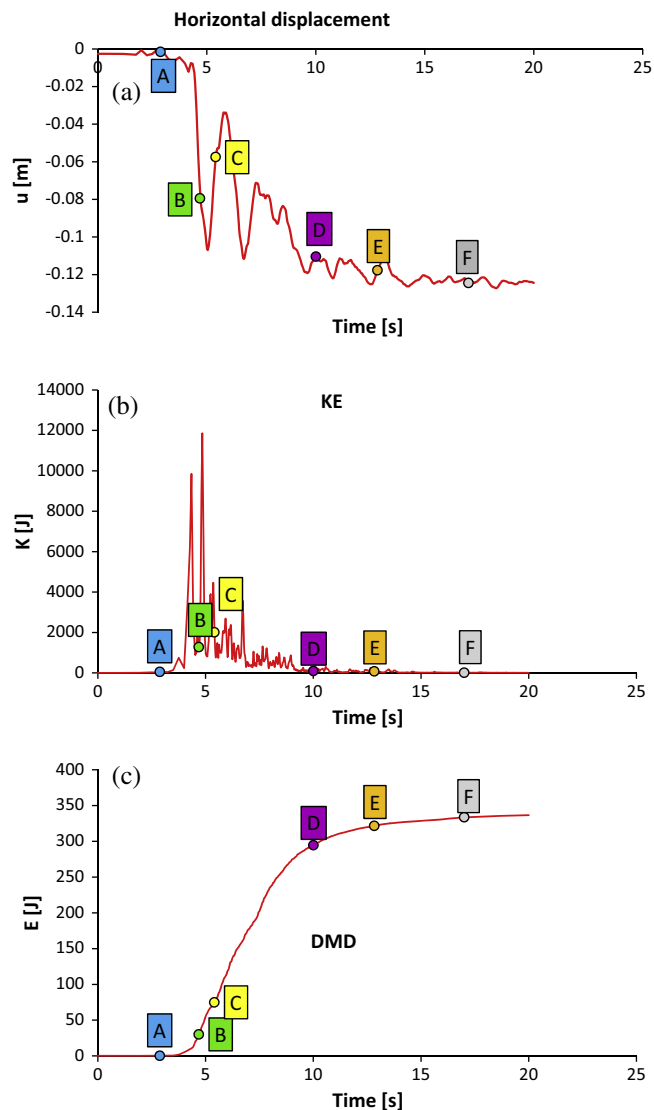 Horizontal displacement
0 5 10 15 20 25
0
-0.02
-0.04
-0.06
-0.08
-0.1
-0.12
-0.14
u [m]
(a)
A
B
C
D
E
F
Time [s]
(b)
KE
14000
12000
10000
8000
6000
4000
2000
0
K [J]
A
B
C
D
E
F
0 5 10 15 20 25
Time [s]
(c)
400
350
300
250
200
150
100
50
0
E [J]
DMD
A
B
C
D
E
F
0 5 10 15 20 25
Time [s]